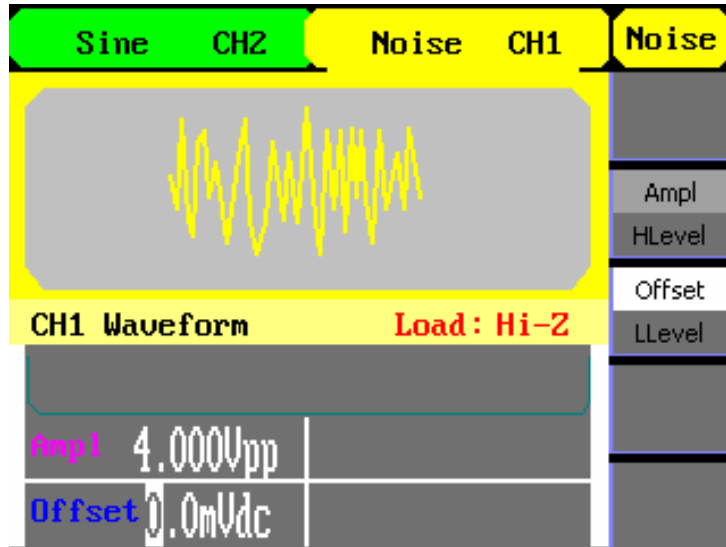 Sine CH2 Noise CH1 Noise
Ampl
HLevel
Offset
LLevel
CH1 Waveform Load: Hi-Z
Ampl 4.000Vpp
Offset 0.0mVdc